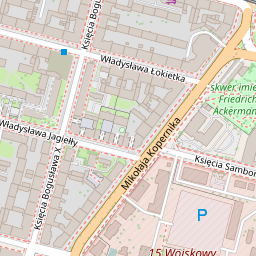 Księcia Bogu
Władysława Łokietka
skwer imie
Friedrich
Ackerman
Władysława Jagiełły
Księcia Bogusława X
Mikołaja Kopernika
Księcia Sambor
P
15 Wojskowy